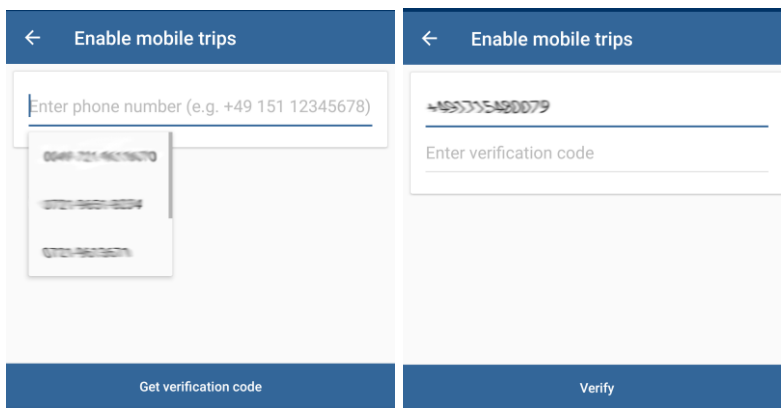 Enable mobile trips
Enter phone number (e.g. +49 151 12345678)
Get verification code
Enable mobile trips
Enter verification code
Verify